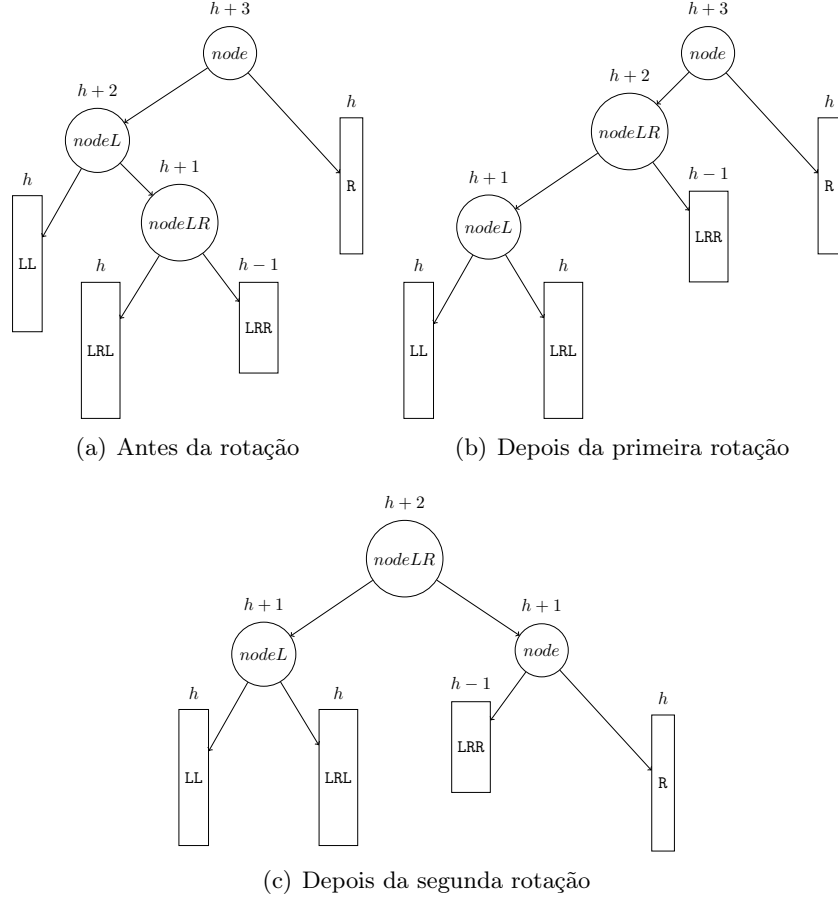 h + 3
node
h + 2
nodeL
h
R
h + 1
nodeLR
h
LL
h
LRL
h − 1
LRR
(a) Antes da rotação
h + 3
node
h + 2
nodeLR
h
R
h − 1
LRR
h + 1
nodeL
h
LL
h
LRL
(b) Depois da primeira rotação
h + 2
nodeLR
h + 1
nodeL
h + 1
node
h
LL
h
LRL
h − 1
LRR
h
R
(c) Depois da segunda rotação